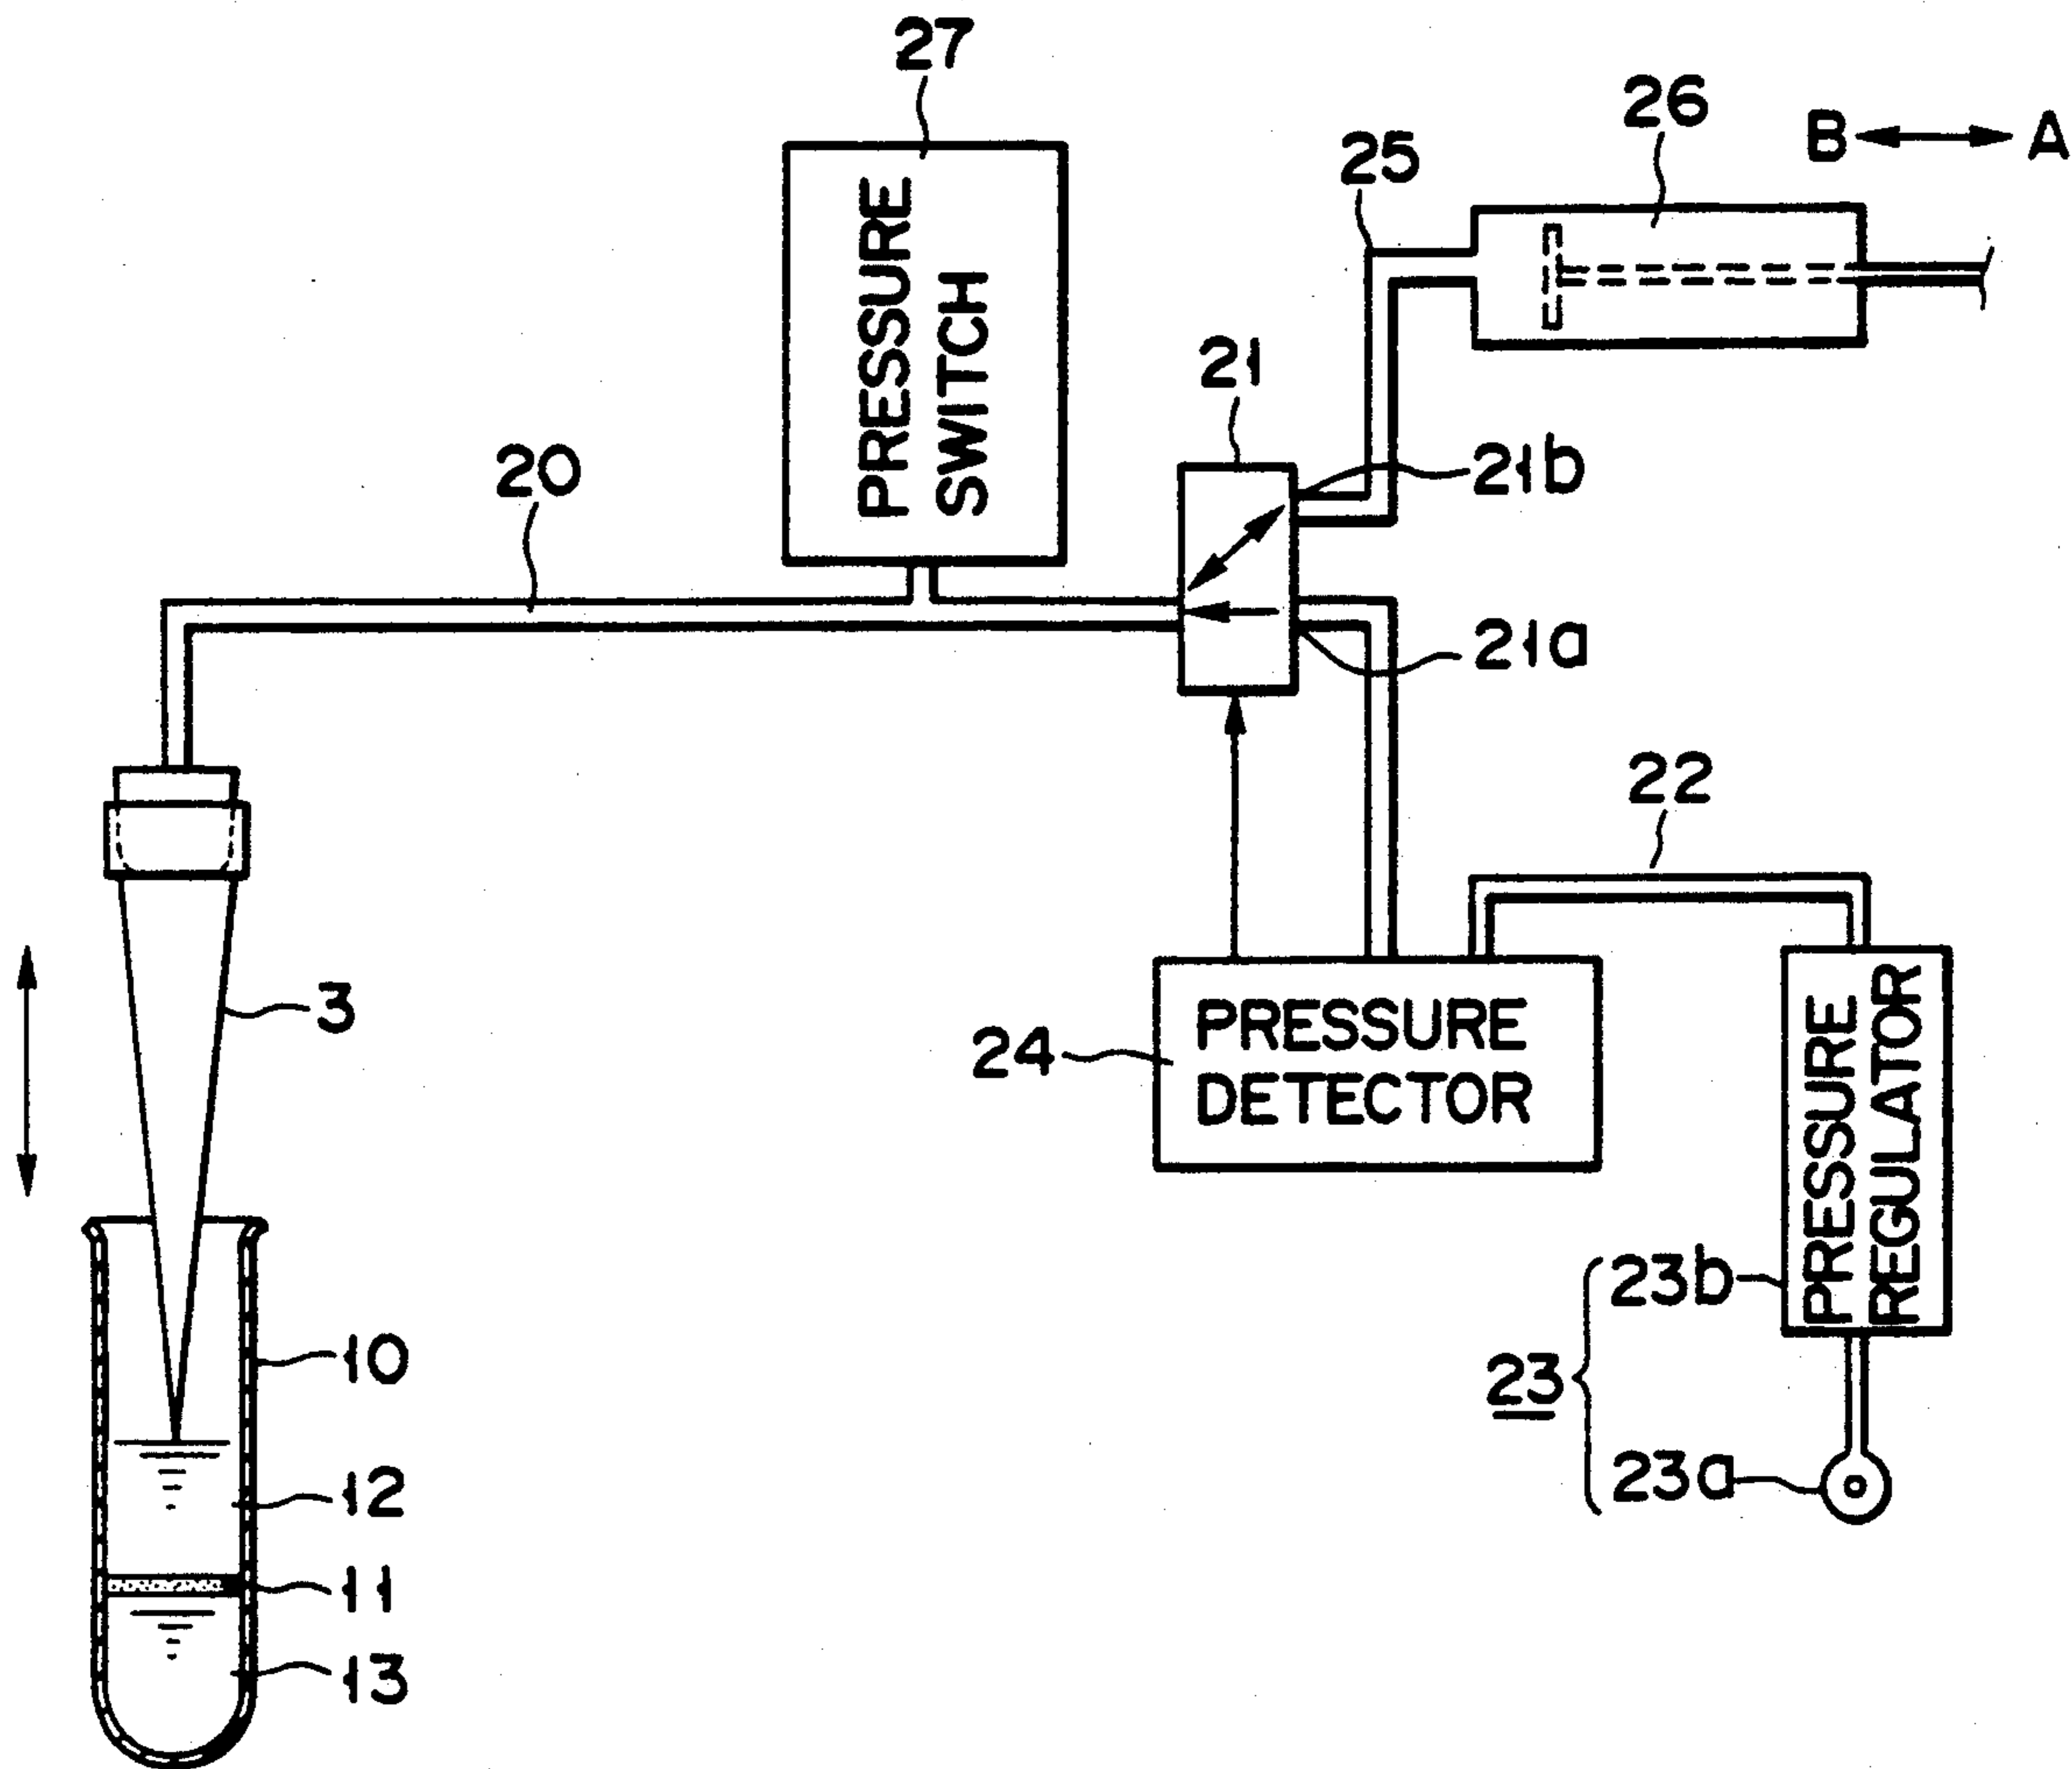 27
26
B
A
25
PRESSURE
SWITCH
21
21b
20
21a
22
3
24
PRESSURE
DETECTOR
PRESSURE
REGULATOR
23b
10
23
23a
12
11
13